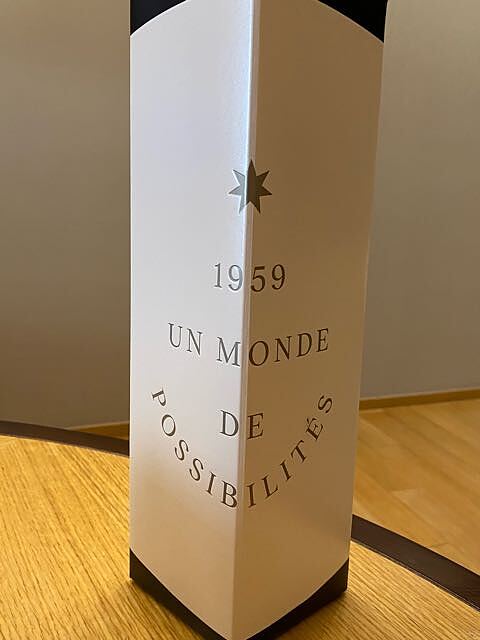 1959
UN MONDE
DE
POSSIBILITÉS